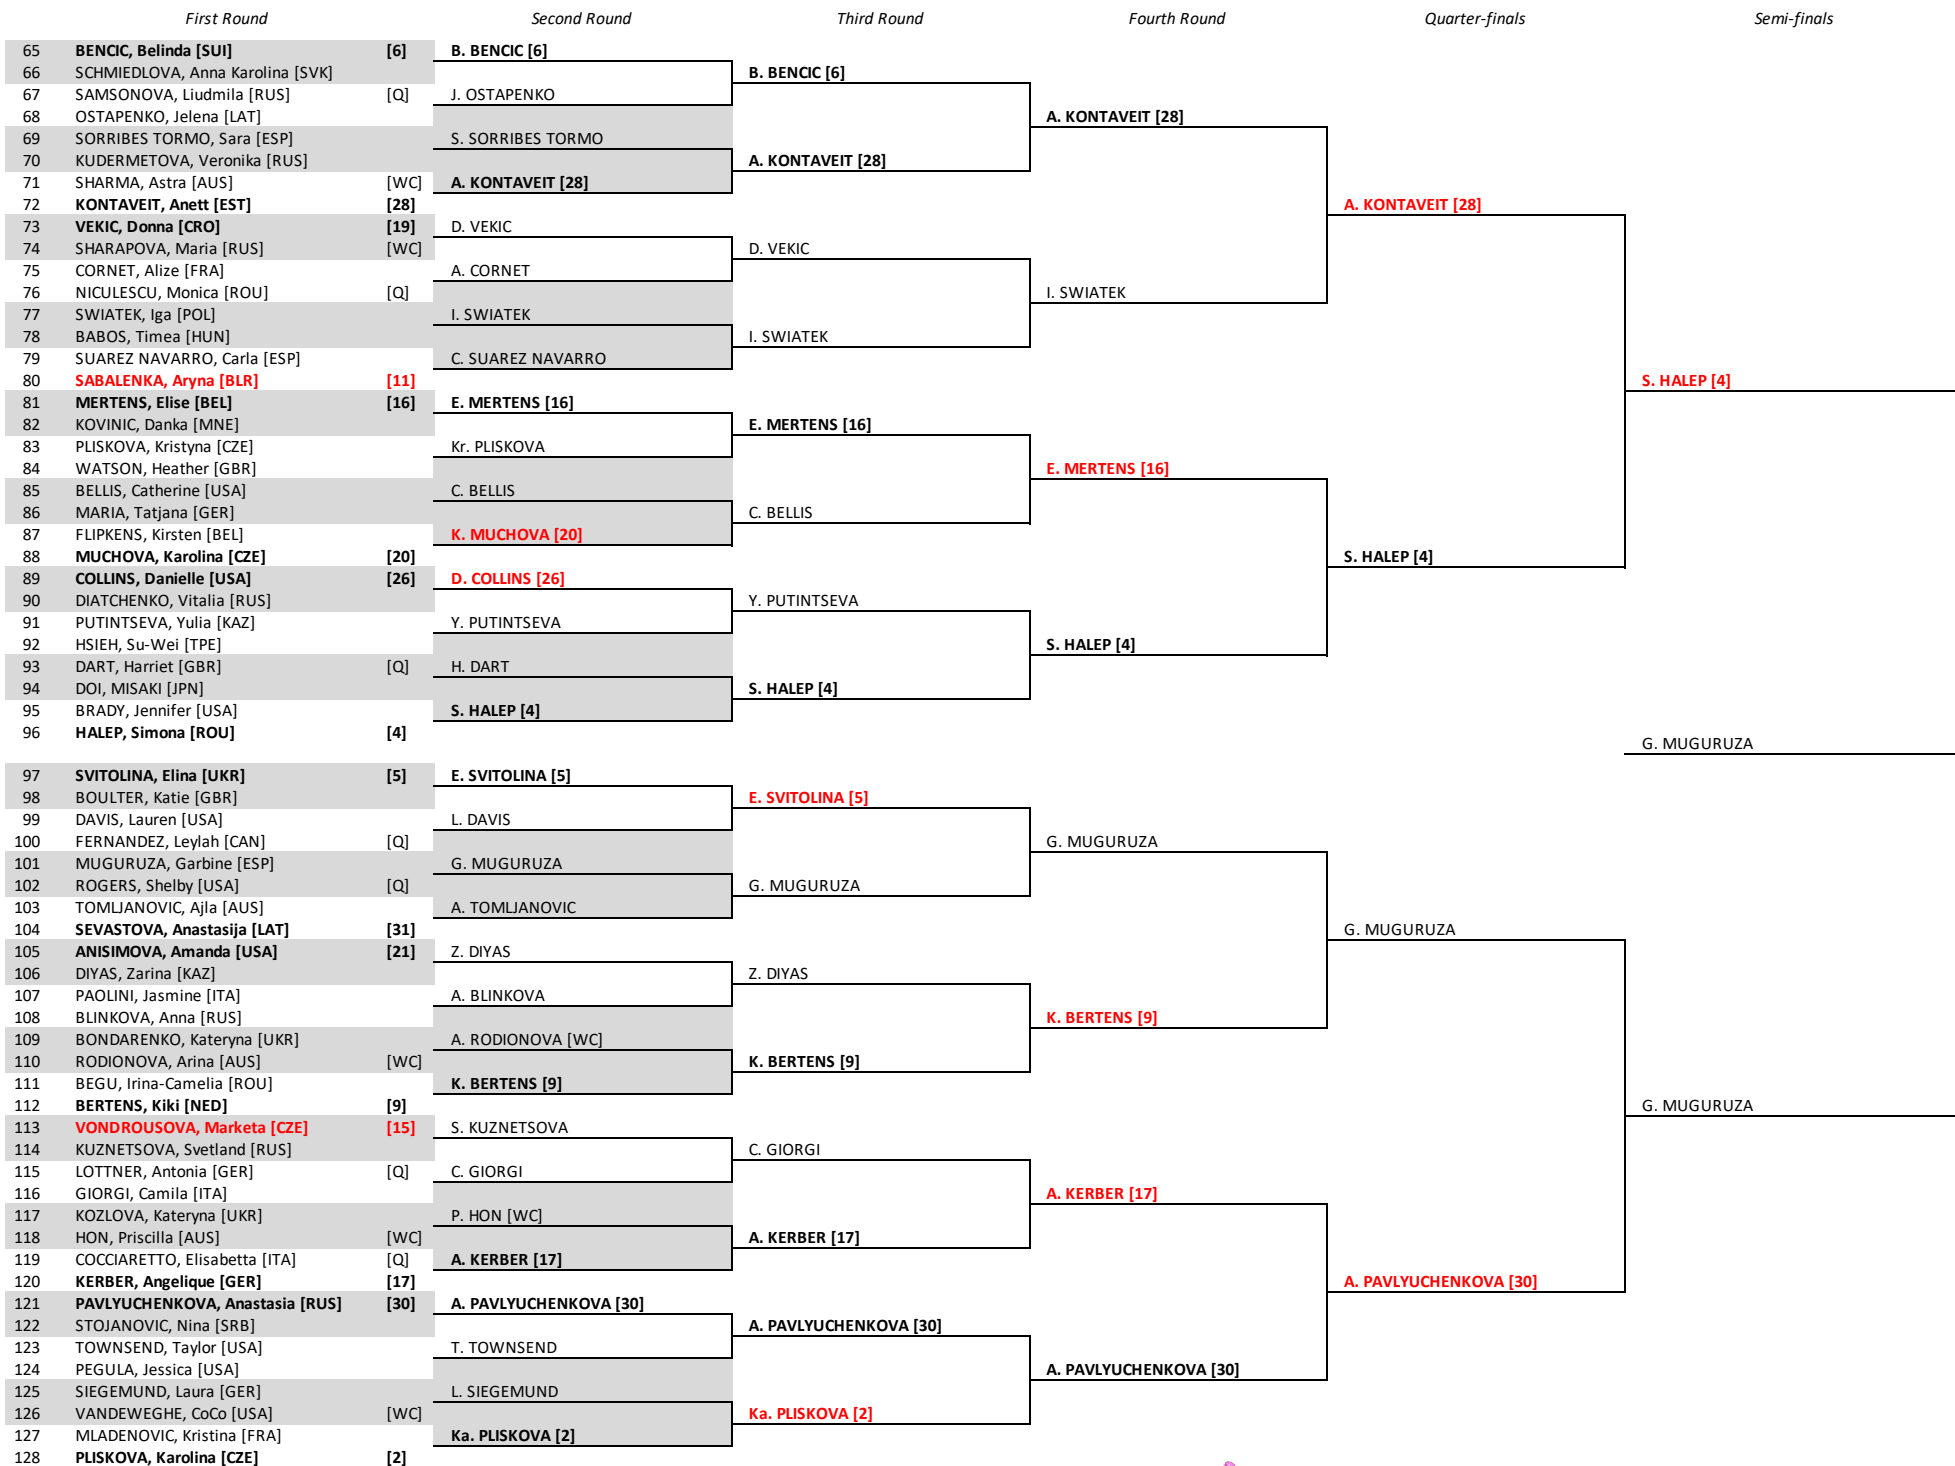 First Round Second Round Third Round Fourth Round Quarter-finals Semi-finals
65 BENCIC, Belinda [SUI] [6] B. BENCIC [6]
66 SCHMIEDLOVA, Anna Karolina [SVK] B. BENCIC [6]
67 SAMSONOVA, Liudmila [RUS] [Q] J. OSTAPENKO
68 OSTAPENKO, Jelena [LAT] A. KONTAVEIT [28]
69 SORRIBES TORMO, Sara [ESP] S. SORRIBES TORMO
70 KUDERMETOVA, Veronika [RUS] A. KONTAVEIT [28]
71 SHARMA, Astra [AUS] [WC] A. KONTAVEIT [28]
72 KONTAVEIT, Anett [EST] [28] A. KONTAVEIT [28]
73 VEKIC, Donna [CRO] [19] D. VEKIC
74 SHARAPOVA, Maria [RUS] [WC] D. VEKIC
75 CORNET, Alize [FRA] A. CORNET
76 NICULESCU, Monica [ROU] [Q] I. SWIATEK
77 SWIATEK, Iga [POL] I. SWIATEK
78 BABOS, Timea [HUN] I. SWIATEK
79 SUAREZ NAVARRO, Carla [ESP] C. SUAREZ NAVARRO
80 SABALENKA, Aryna [BLR] [11] S. HALEP [4]
81 MERTENS, Elise [BEL] [16] E. MERTENS [16]
82 KOVINIC, Danka [MNE] E. MERTENS [16]
83 PLISKOVA, Kristyna [CZE] Kr. PLISKOVA
84 WATSON, Heather [GBR] E. MERTENS [16]
85 BELLIS, Catherine [USA] C. BELLIS
86 MARIA, Tatjana [GER] C. BELLIS
87 FLIPKENS, Kirsten [BEL] K. MUCHOVA [20]
88 MUCHOVA, Karolina [CZE] [20] S. HALEP [4]
89 COLLINS, Danielle [USA] [26] D. COLLINS [26]
90 DIATCHENKO, Vitalia [RUS] Y. PUTINTSEVA
91 PUTINTSEVA, Yulia [KAZ] Y. PUTINTSEVA
92 HSIEH, Su-Wei [TPE] S. HALEP [4]
93 DART, Harriet [GBR] [Q] H. DART
94 DOI, MISAKI [JPN] S. HALEP [4]
95 BRADY, Jennifer [USA] S. HALEP [4]
96 HALEP, Simona [ROU] [4]
G. MUGURUZA
97 SVITOLINA, Elina [UKR] [5] E. SVITOLINA [5]
98 BOULTER, Katie [GBR] E. SVITOLINA [5]
99 DAVIS, Lauren [USA] L. DAVIS
100 FERNANDEZ, Leylah [CAN] [Q] G. MUGURUZA
101 MUGURUZA, Garbine [ESP] G. MUGURUZA
102 ROGERS, Shelby [USA] [Q] G. MUGURUZA
103 TOMLJANOVIC, Ajla [AUS] A. TOMLJANOVIC
104 SEVASTOVA, Anastasija [LAT] [31] G. MUGURUZA
105 ANISIMOVA, Amanda [USA] [21] Z. DIYAS
106 DIYAS, Zarina [KAZ] Z. DIYAS
107 PAOLINI, Jasmine [ITA] A. BLINKOVA
108 BLINKOVA, Anna [RUS] K. BERTENS [9]
109 BONDARENKO, Kateryna [UKR] A. RODIONOVA [WC]
110 RODIONOVA, Arina [AUS] [WC] K. BERTENS [9]
111 BEGU, Irina-Camelia [ROU] K. BERTENS [9]
112 BERTENS, Kiki [NED] [9] G. MUGURUZA
113 VONDROUSOVA, Marketa [CZE] [15] S. KUZNETSOVA
114 KUZNETSOVA, Svetland [RUS] C. GIORGI
115 LOTTNER, Antonia [GER] [Q] C. GIORGI
116 GIORGI, Camila [ITA] A. KERBER [17]
117 KOZLOVA, Kateryna [UKR] P. HON [WC]
118 HON, Priscilla [AUS] [WC] A. KERBER [17]
119 COCCIARETTO, Elisabetta [ITA] [Q] A. KERBER [17]
120 KERBER, Angelique [GER] [17] A. PAVLYUCHENKOVA [30]
121 PAVLYUCHENKOVA, Anastasia [RUS] [30] A. PAVLYUCHENKOVA [30]
122 STOJANOVIC, Nina [SRB] A. PAVLYUCHENKOVA [30]
123 TOWNSEND, Taylor [USA] T. TOWNSEND
124 PEGULA, Jessica [USA] A. PAVLYUCHENKOVA [30]
125 SIEGEMUND, Laura [GER] L. SIEGEMUND
126 VANDEWEGHE, CoCo [USA] [WC] Ka. PLISKOVA [2]
127 MLADENOVIC, Kristina [FRA] Ka. PLISKOVA [2]
128 PLISKOVA, Karolina [CZE] [2]